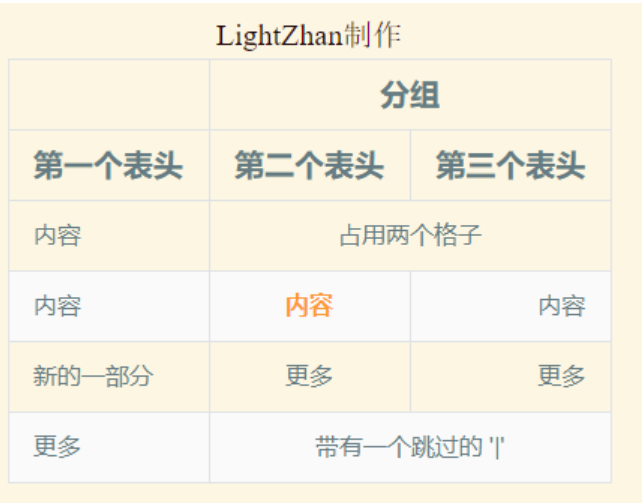 LightZhan制作
分组
第一个表头 第二个表头 第三个表头
内容 占用两个格子
内容 内容 内容
新的一部分 更多 更多
更多 带有一个跳过的 '|'